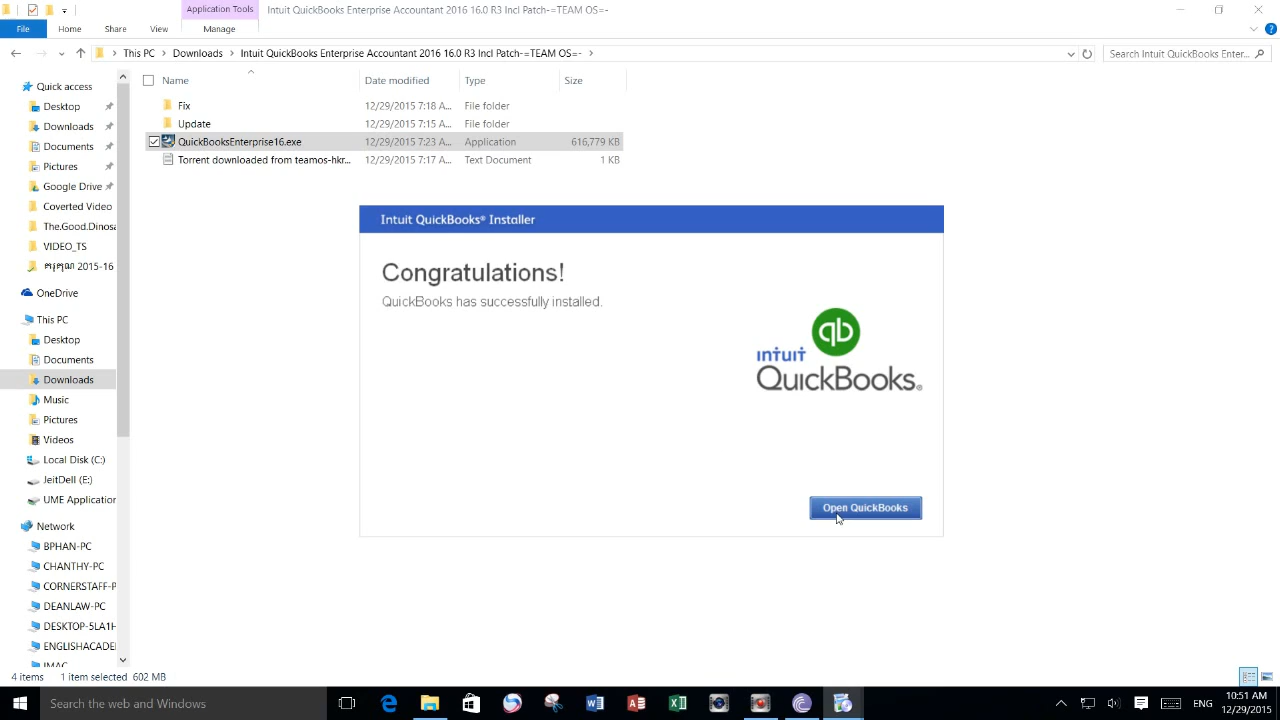 Application Tools
Intuit QuickBooks Enterprise Accountant 2016 16.0 R3 Incl Patch-=TEAM OS=-
File
Home
Share
View
Manage
This PC
Downloads
Intuit QuickBooks Enterprise Accountant 2016 16.0 R3 Incl Patch-=TEAM OS=-
Search Intuit QuickBooks Enter...
Name
Date modified
Type
Size
Fix
12/29/2015 7:18 A...
File folder
Update
12/29/2015 7:15 A...
File folder
QuickBooksEnterprise16.exe
12/29/2015 7:23 A...
Application
616,779 KB
Torrent downloaded from teamos-hkr...
12/29/2015 7:17 A...
Text Document
1 KB
Quick access
Desktop
Downloads
Documents
Pictures
Google Drive
Coverted Video
The.Good.Dinosa
VIDEO_TS
2015-16
OneDrive
This PC
Desktop
Documents
Downloads
Music
Pictures
Videos
Local Disk (C:)
JeitDell (E:)
UME Application
Network
BPHAN-PC
CHANTHY-PC
CORNERSTAFF-P
DEANLAW-PC
DESKTOP-5LA1H
ENGLISHACADE
IMAC
Intuit QuickBooks® Installer
Congratulations!
QuickBooks has successfully installed.
qb
intuit
QuickBooks®
Open QuickBooks
4 items
1 item selected 602 MB
Search the web and Windows
ENG
10:51 AM
12/29/2015